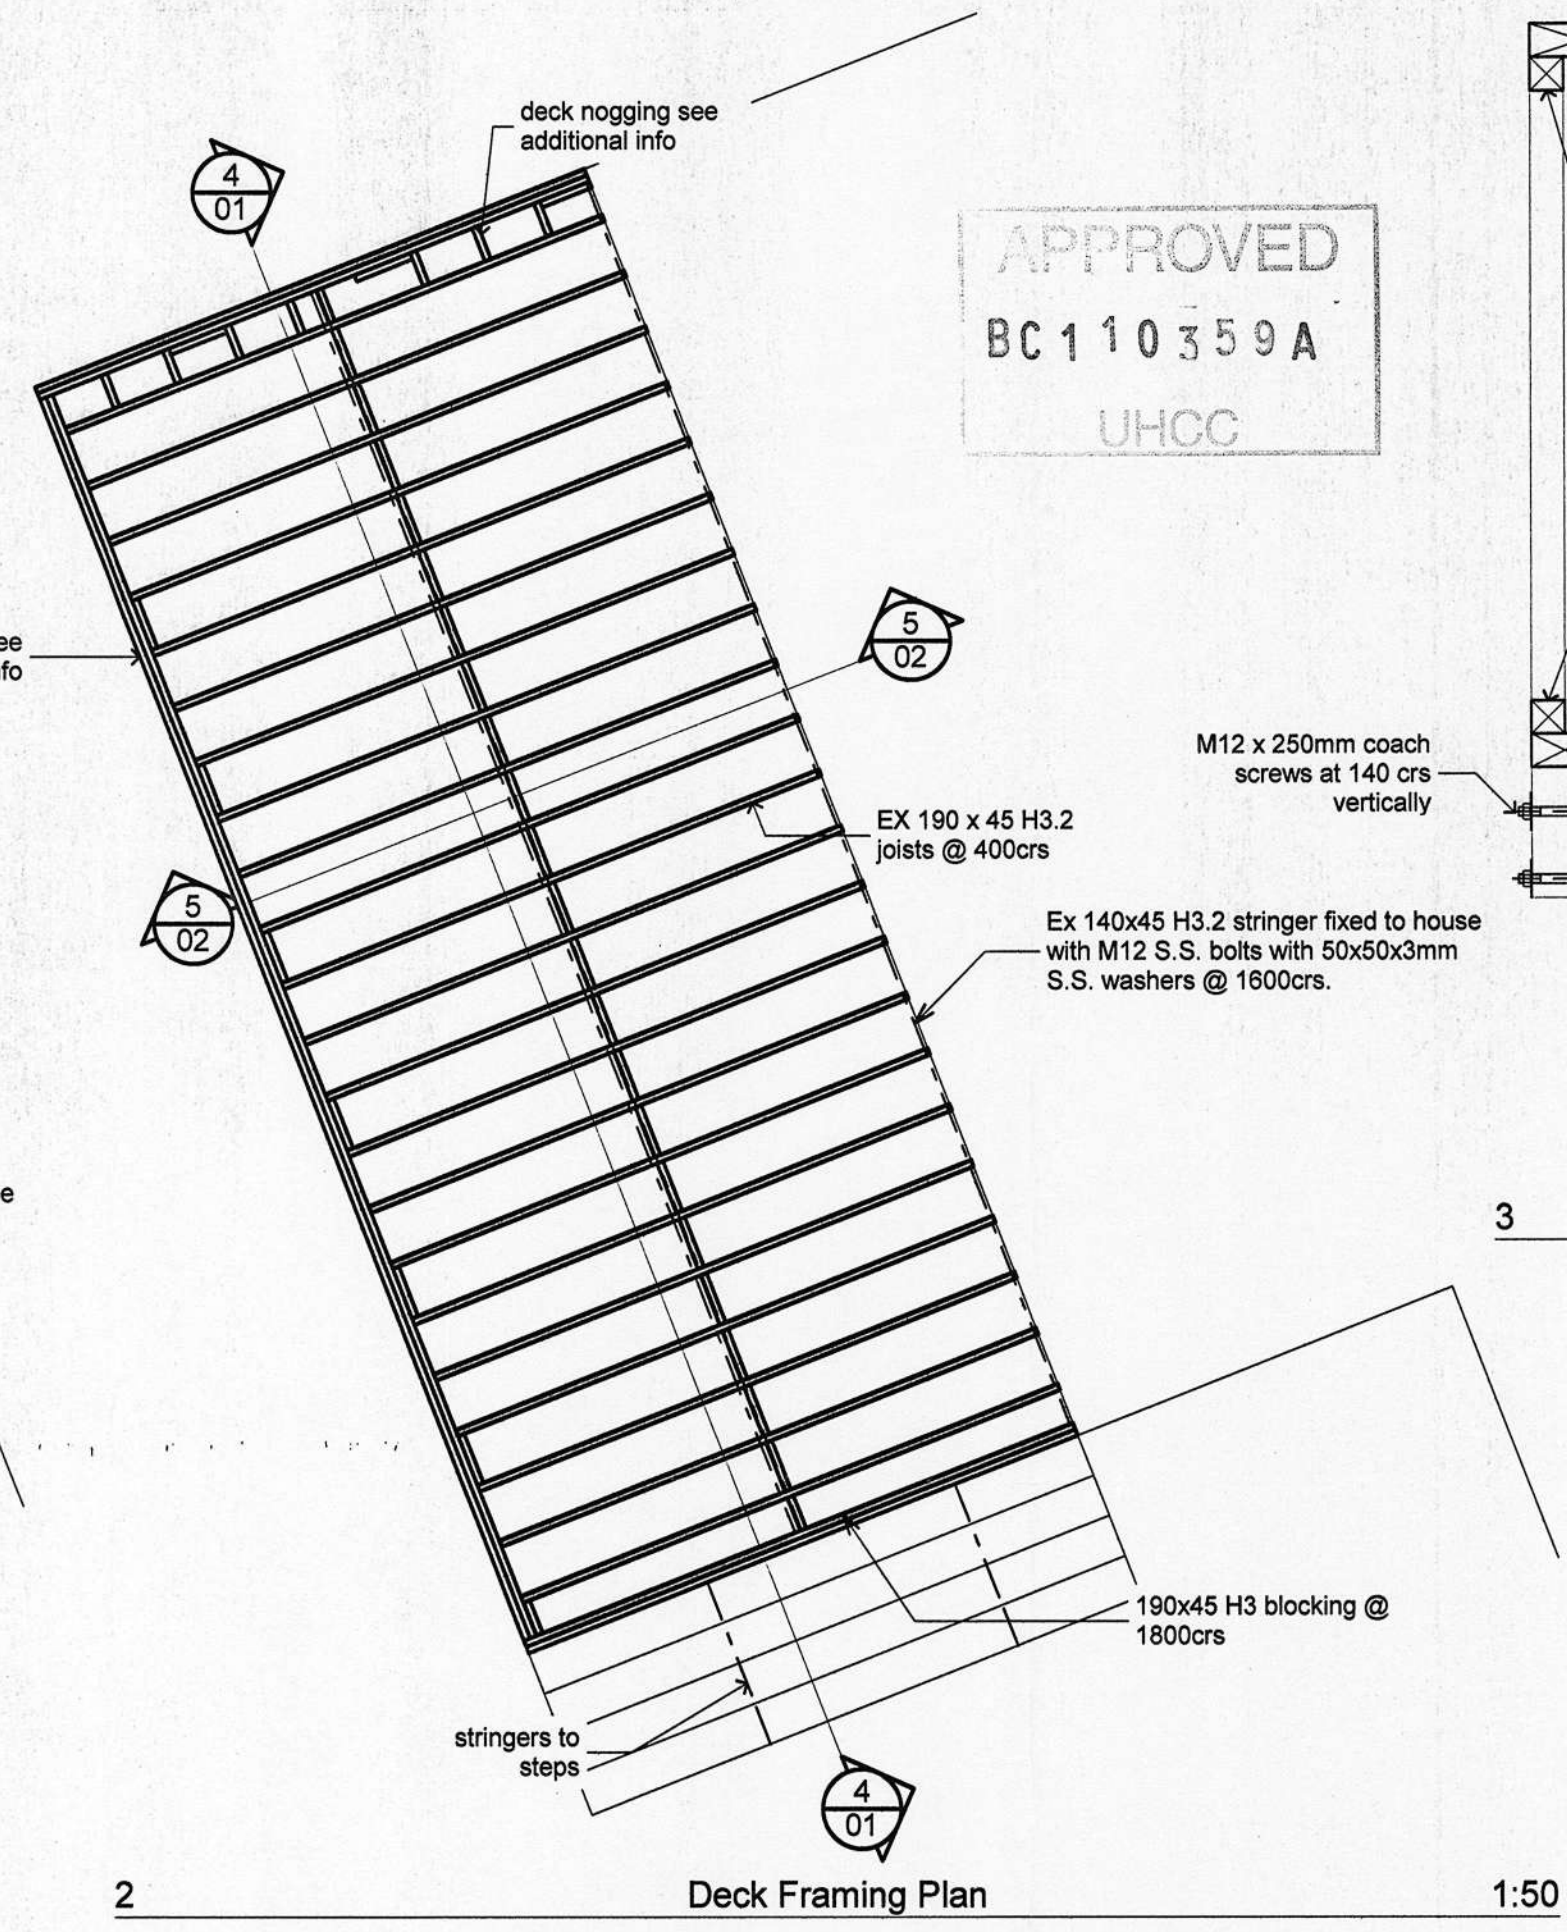 deck nogging see
additional info
4
01
APPROVED
BC110359A
UHCC
5
02
ee
fo
M12 x 250mm coach
screws at 140 crs
vertically
EX 190 x 45 H3.2
joists @ 400crs
5
02
Ex 140x45 H3.2 stringer fixed to house
with M12 S.S. bolts with 50x50x3mm
S.S. washers @ 1600crs.
e
3
190x45 H3 blocking @
1800crs
stringers to
steps
4
01
2
Deck Framing Plan
1:50